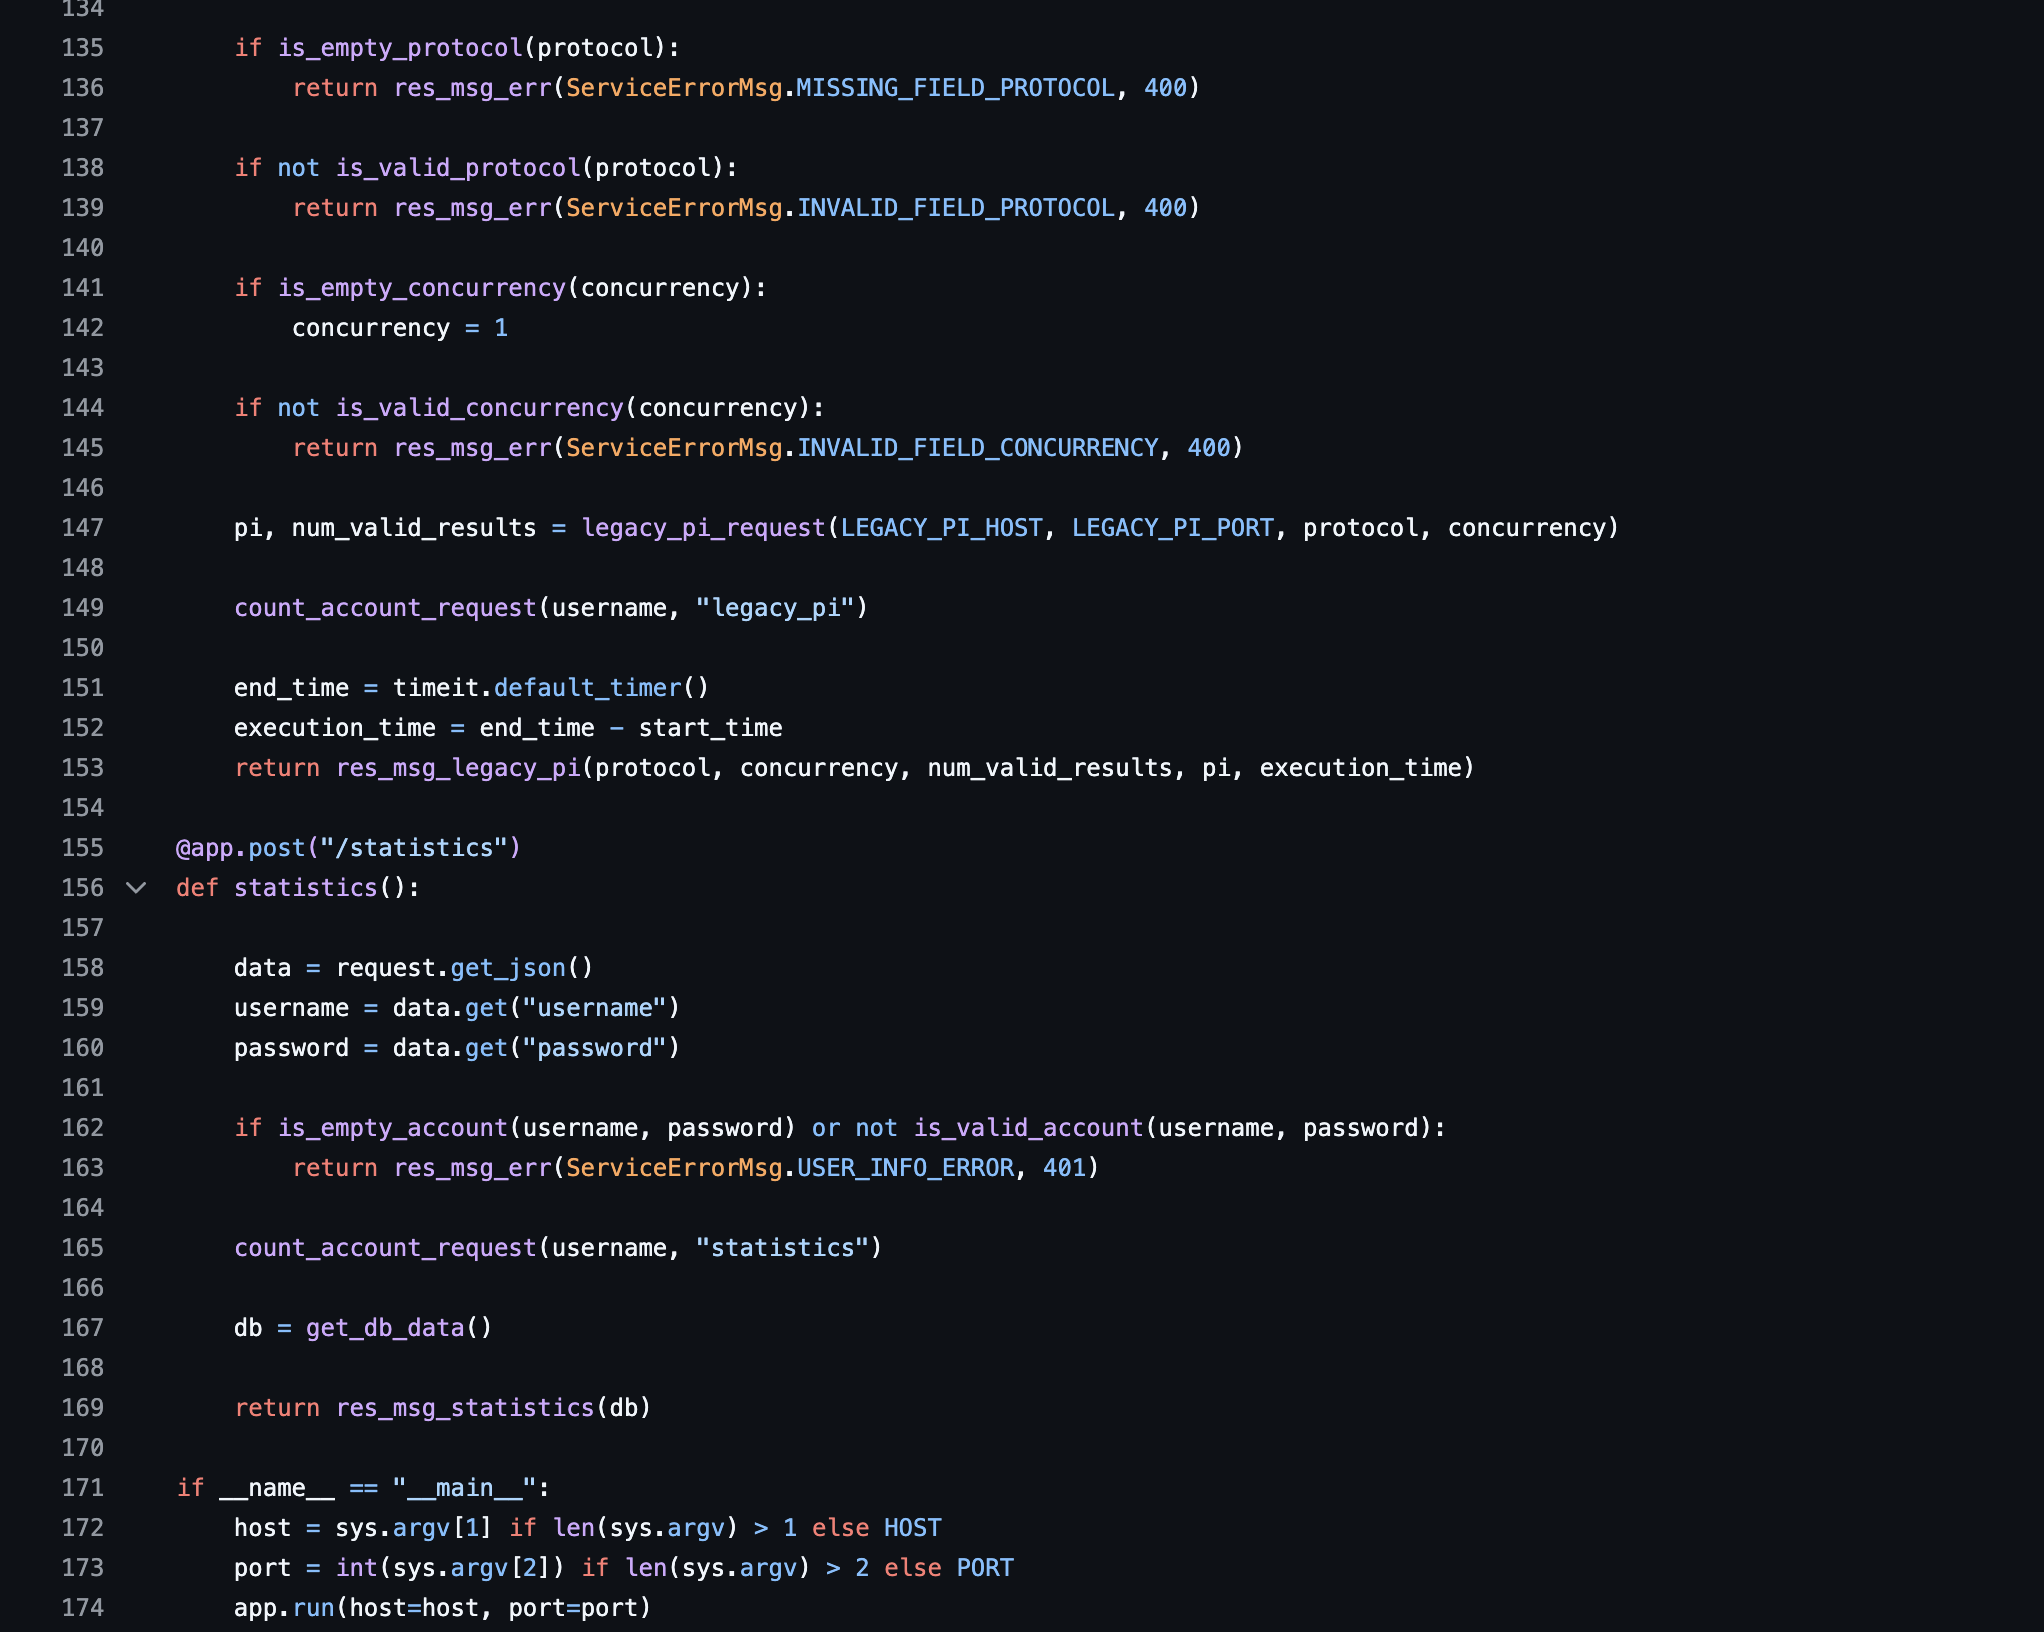 134
135 if is_empty_protocol(protocol):
136 return res_msg_err(ServiceErrorMsg.MISSING_FIELD_PROTOCOL, 400)
137
138 if not is_valid_protocol(protocol):
139 return res_msg_err(ServiceErrorMsg.INVALID_FIELD_PROTOCOL, 400)
140
141 if is_empty_concurrency(concurrency):
142 concurrency = 1
143
144 if not is_valid_concurrency(concurrency):
145 return res_msg_err(ServiceErrorMsg.INVALID_FIELD_CONCURRENCY, 400)
146
147 pi, num_valid_results = legacy_pi_request(LEGACY_PI_HOST, LEGACY_PI_PORT, protocol, concurrency)
148
149 count_account_request(username, "legacy_pi")
150
151 end_time = timeit.default_timer()
152 execution_time = end_time - start_time
153 return res_msg_legacy_pi(protocol, concurrency, num_valid_results, pi, execution_time)
154
155 @app.post("/statistics")
156 def statistics():
157
158 data = request.get_json()
159 username = data.get("username")
160 password = data.get("password")
161
162 if is_empty_account(username, password) or not is_valid_account(username, password):
163 return res_msg_err(ServiceErrorMsg.USER_INFO_ERROR, 401)
164
165 count_account_request(username, "statistics")
166
167 db = get_db_data()
168
169 return res_msg_statistics(db)
170
171 if __name__ == "__main__":
172 host = sys.argv[1] if len(sys.argv) > 1 else HOST
173 port = int(sys.argv[2]) if len(sys.argv) > 2 else PORT
174 app.run(host=host, port=port)